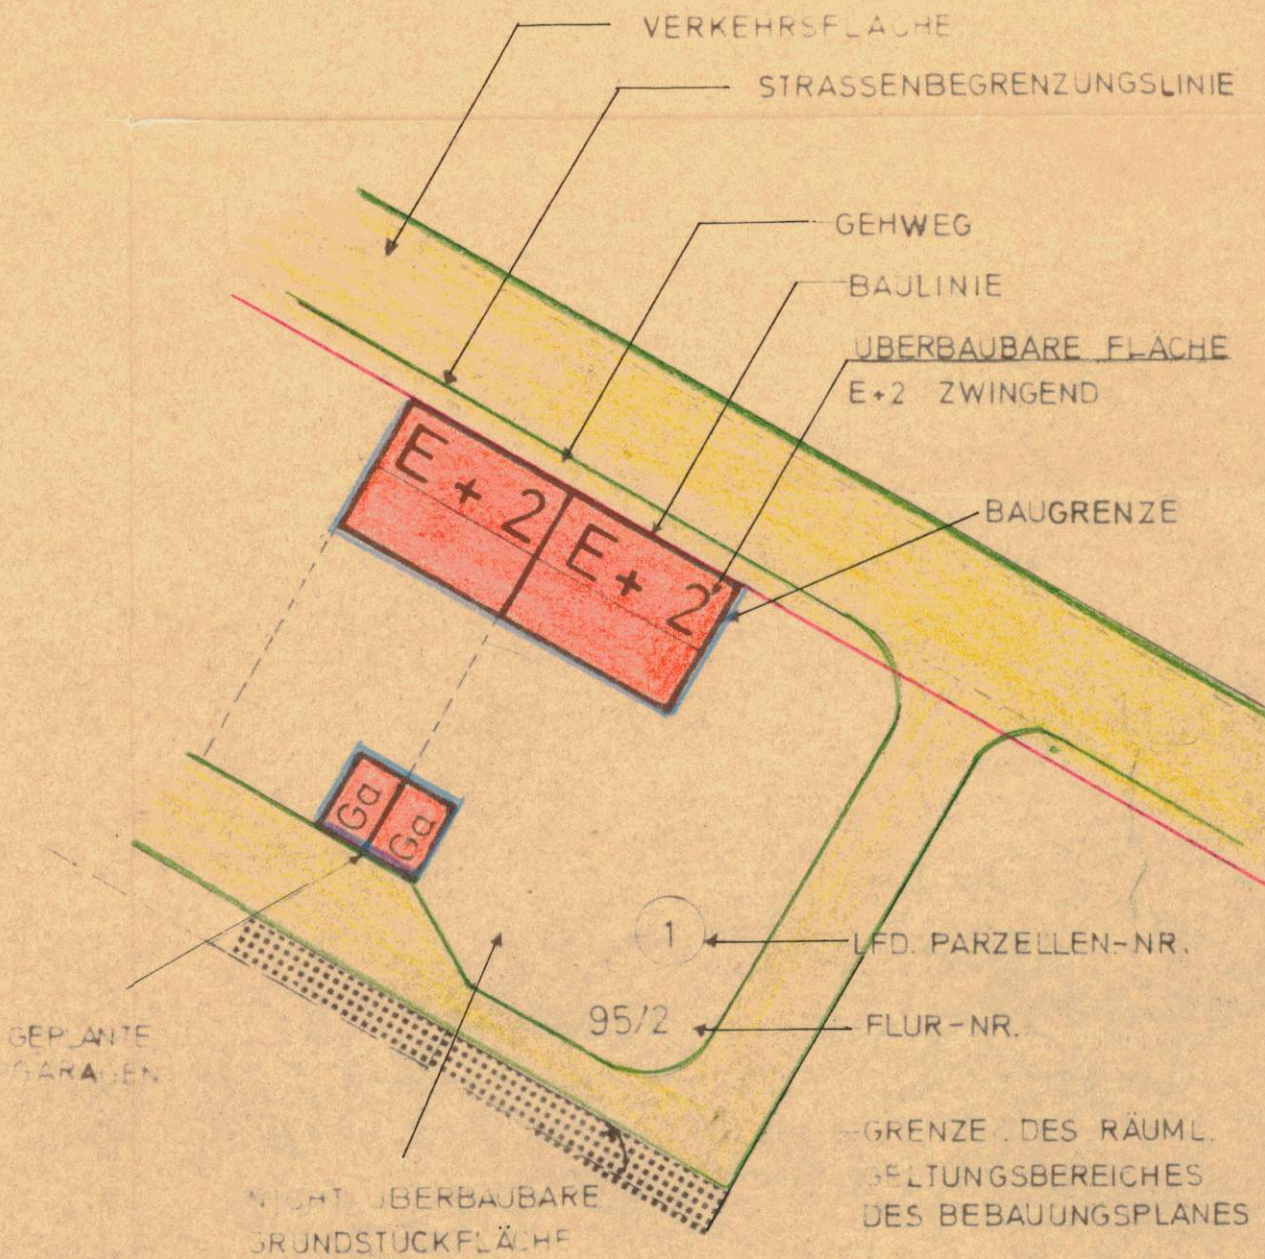 VERKEHRSFLÄCHE
STRASSENBEGRENZUNGSLINIE
GEHWEG
BAULINIE
ÜBERBAUBARE FLÄCHE
E+2 ZWINGEND
BAUGRENZE
E + 2
E + 2
Ga
Ga
1
LFD. PARZELLEN-NR.
95/2
FLUR-NR.
GEPLANTE
GARAGEN
NICHT ÜBERBAUBARE
GRUNDSTÜCKFLÄCHE
GRENZE DES RÄUML.
GELTUNGSBEREICHES
DES BEBAUUNGSPLANES